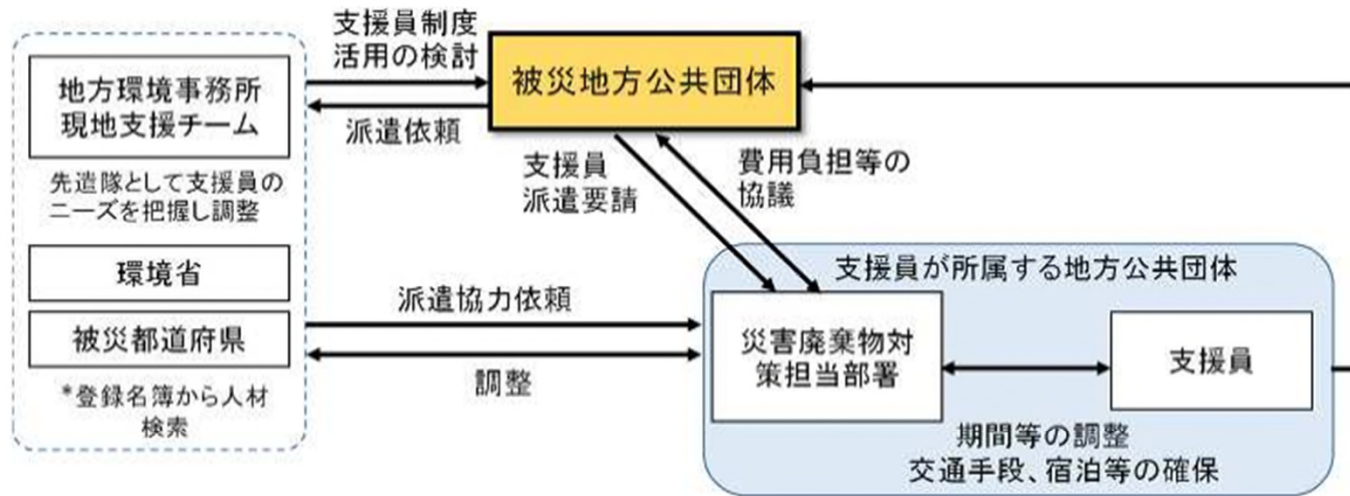 支援員制度
活用の検討
地方環境事務所
現地支援チーム
被災地方公共団体
派遣依頼
先遣隊として支援員の
ニーズを把握し調整
支援員
派遣要請
費用負担等の
協議
環境省
被災都道府県
*登録名簿から人材
検索
派遣協力依頼
調整
支援員が所属する地方公共団体
災害廃棄物対
策担当部署
支援員
期間等の調整
交通手段、宿泊等の確保